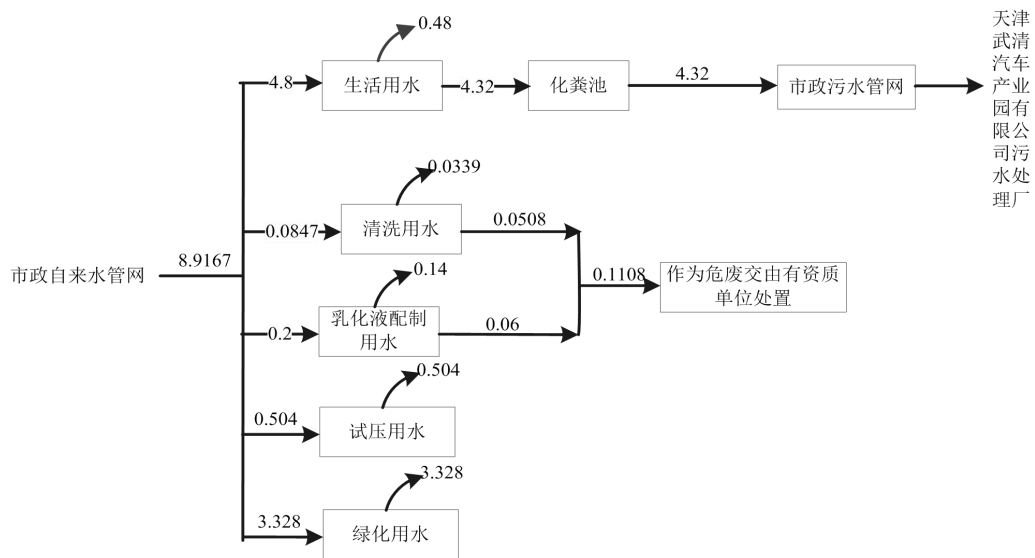 0.48
天津
武清
汽车
产业
园有
限公
司污
水处
理厂
4.8
生活用水
4.32
化粪池
4.32
市政污水管网
0.0339
0.0847
清洗用水
0.0508
市政自来水管网
8.9167
0.14
0.1108
作为危废交由有资质
单位处置
0.2
乳化液配制
用水
0.06
0.504
0.504
试压用水
3.328
3.328
绿化用水